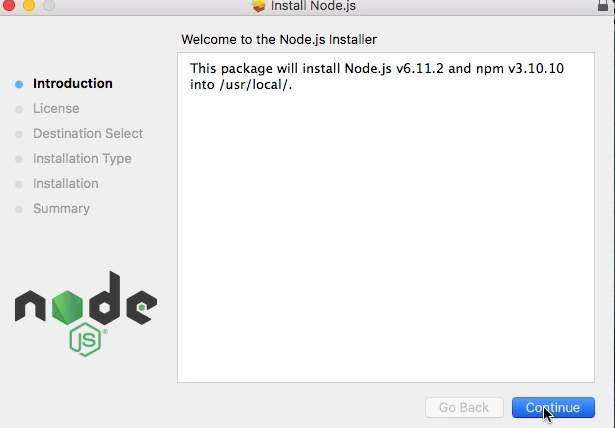 Install Node.js
Welcome to the Node.js Installer
Introduction
License
Destination Select
Installation Type
Installation
Summary
This package will install Node.js v6.11.2 and npm v3.10.10
into /usr/local/.
node
JS®
Go Back
Continue